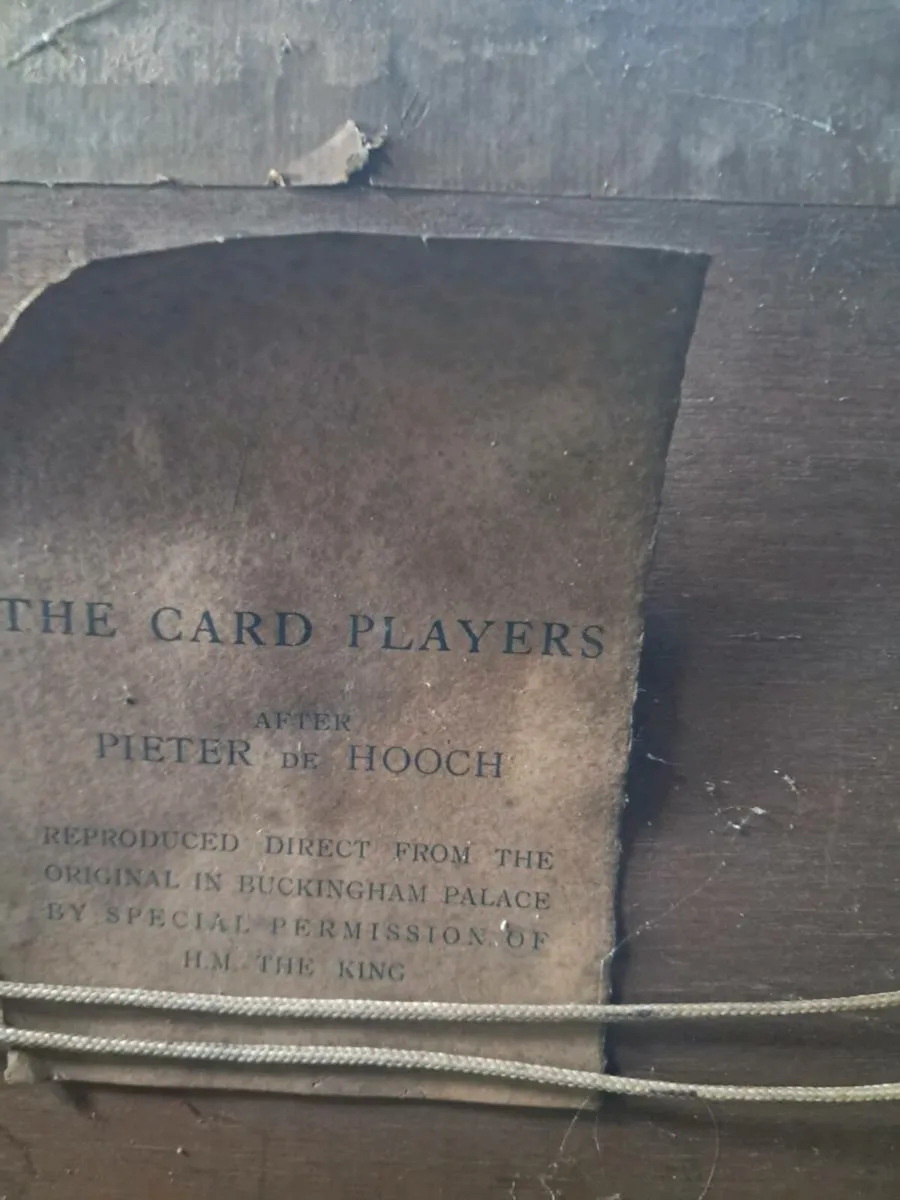 THE CARD PLAYERS
AFTER
PIETER DE HOOCH
REPRODUCED DIRECT FROM THE
ORIGINAL IN BUCKINGHAM PALACE
BY SPECIAL PERMISSION OF
H.M. THE KING